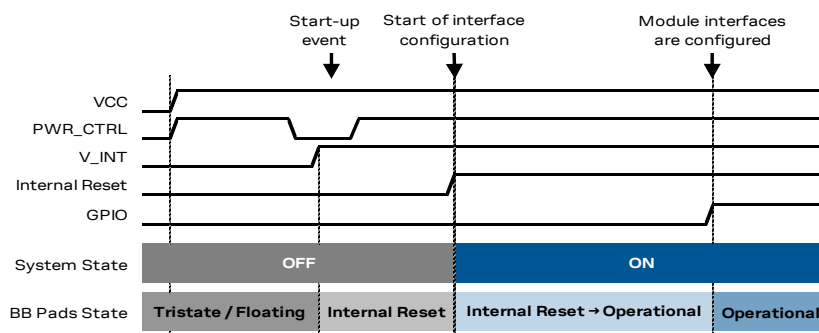 Start-up
event
Start of interface
configuration
Module interfaces
are configured
VCC
PWR_CTRL
V_INT
Internal Reset
GPIO
System State
OFF
ON
BB Pads State
Tristate / Floating
Internal Reset
Internal Reset → Operational
Operational